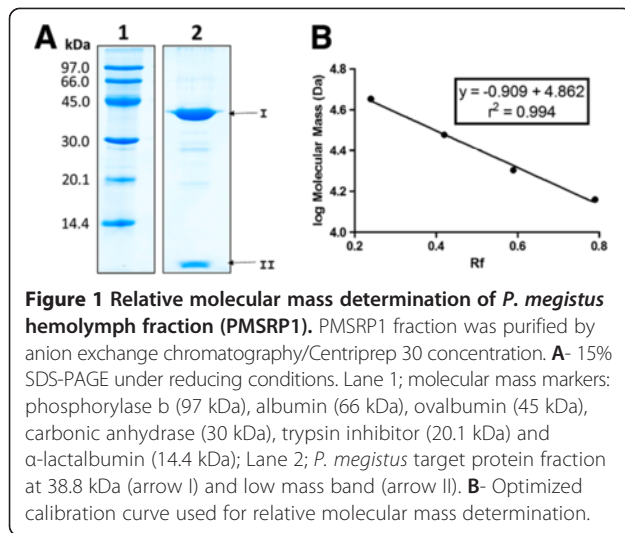 A
B
kDa
1
2
97.0
66.0
45.0
30.0
20.1
14.4
I
II
log Molecular Mass (Da)
4.8
4.6
4.4
4.2
4.0
y = -0.909 + 4.862
r² = 0.994
0.2
0.4
0.6
0.8
Rf
Figure 1 Relative molecular mass determination of P. megistus
hemolymph fraction (PMSRP1). PMSRP1 fraction was purified by
anion exchange chromatography/Centriprep 30 concentration. A- 15%
SDS-PAGE under reducing conditions. Lane 1; molecular mass markers:
phosphorylase b (97 kDa), albumin (66 kDa), ovalbumin (45 kDa),
carbonic anhydrase (30 kDa), trypsin inhibitor (20.1 kDa) and
α-lactalbumin (14.4 kDa); Lane 2; P. megistus target protein fraction
at 38.8 kDa (arrow I) and low mass band (arrow II). B- Optimized
calibration curve used for relative molecular mass determination.